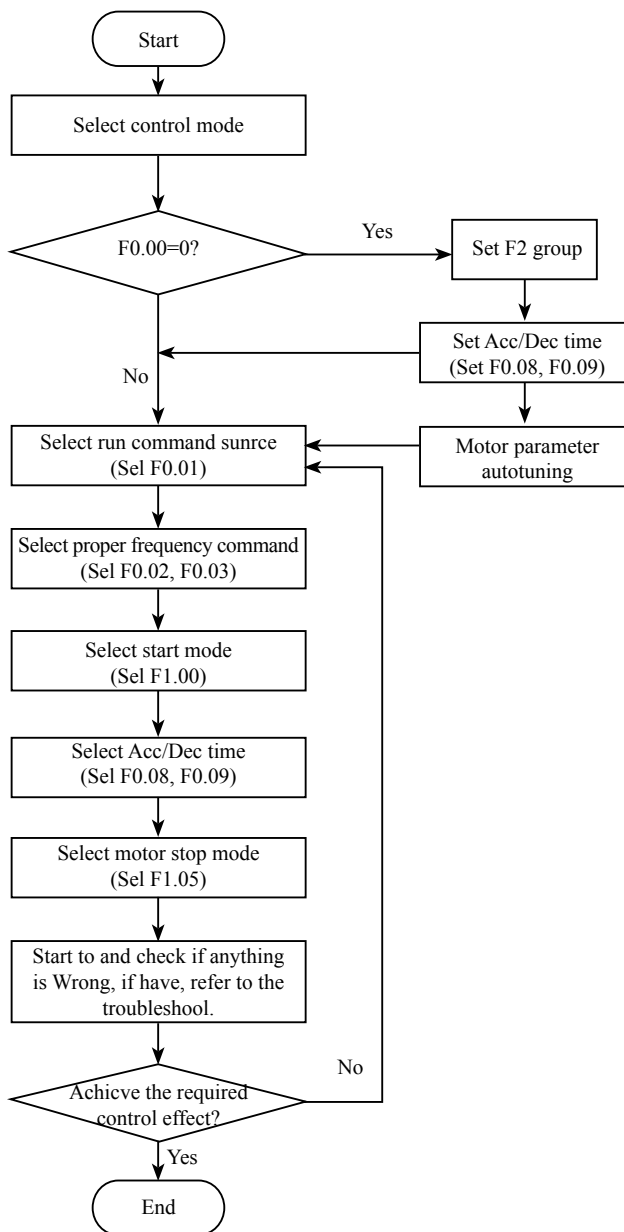 Start
Select control mode
F0.00=0?
Yes
Set F2 group
Set Acc/Dec time
(Set F0.08, F0.09)
No
Select run command sunrce
(Sel F0.01)
Motor parameter
autotuning
Select proper frequency command
(Sel F0.02, F0.03)
Select start mode
(Sel F1.00)
Select Acc/Dec time
(Sel F0.08, F0.09)
Select motor stop mode
(Sel F1.05)
Start to and check if anything
is Wrong, if have, refer to the
troubleshool.
No
Achicve the required
control effect?
Yes
End